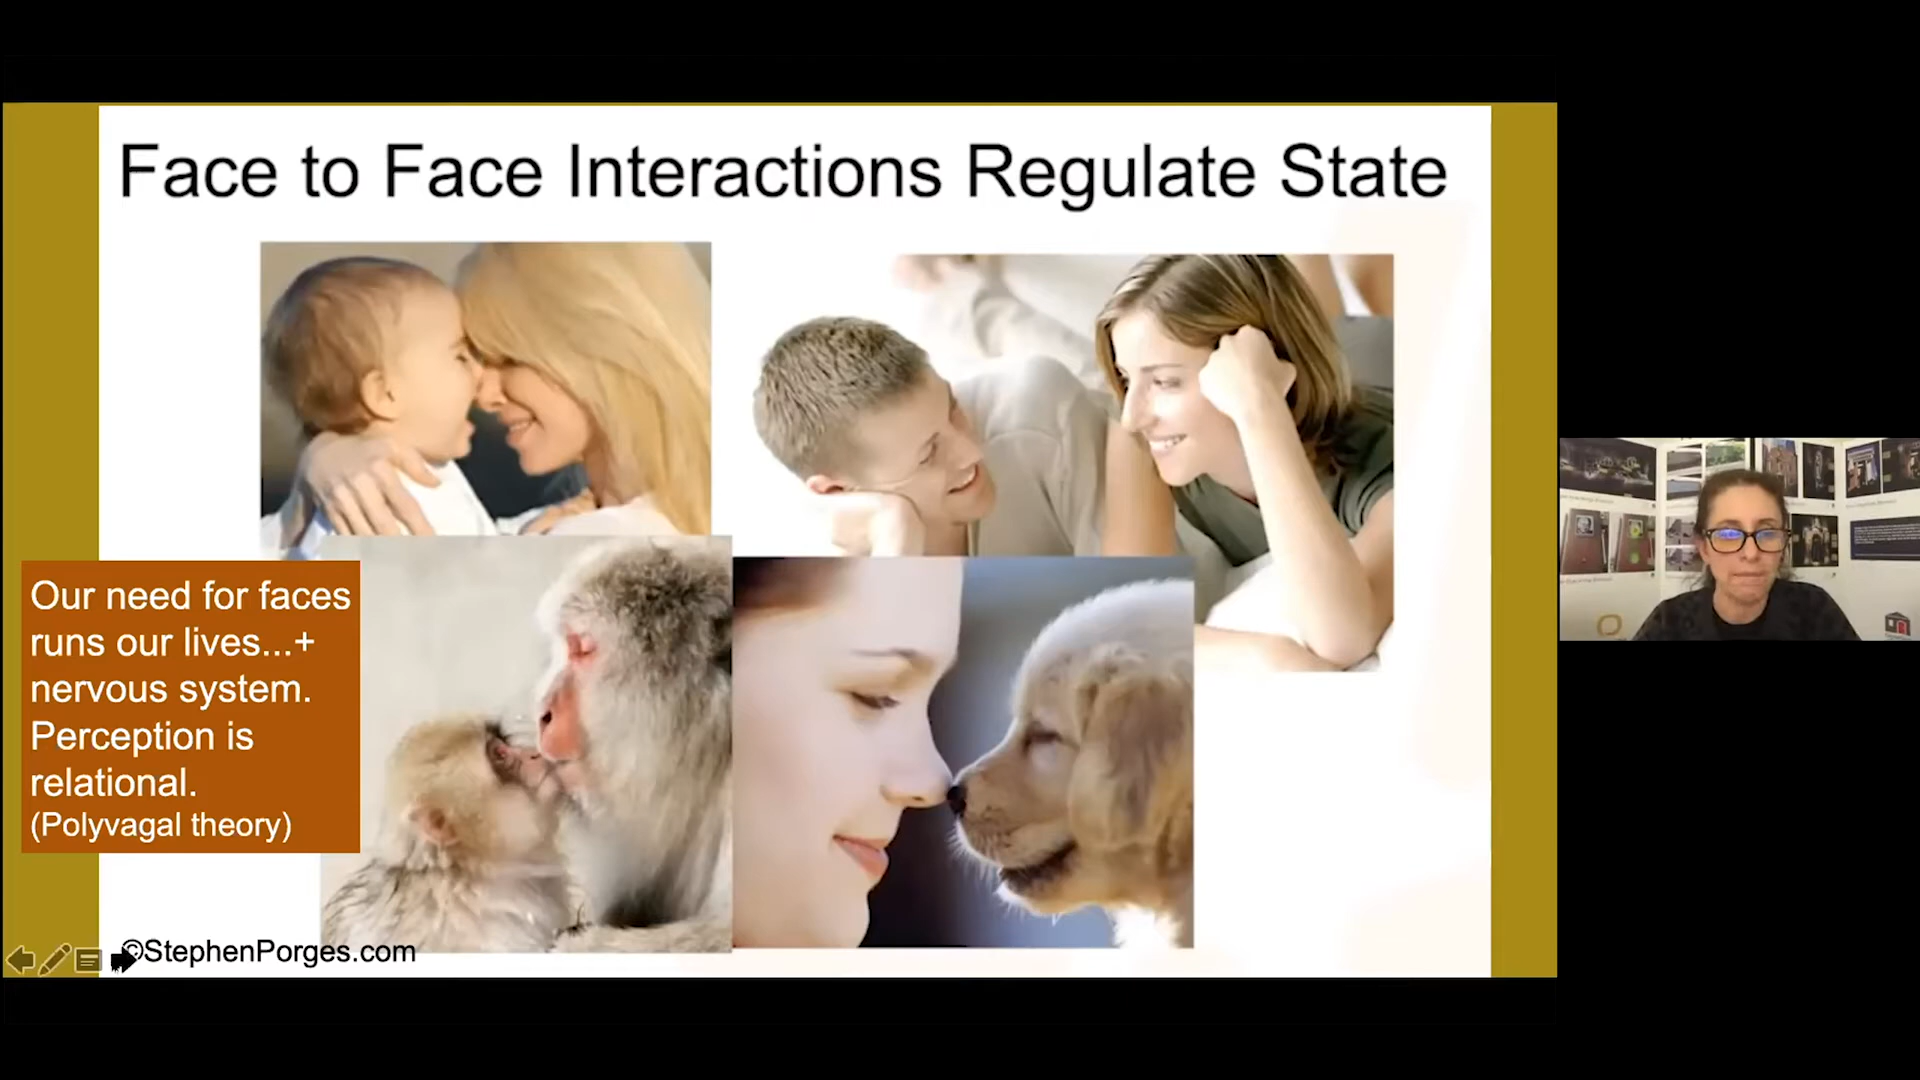 Face to Face Interactions Regulate State
Our need for faces
runs our lives...+
nervous system.
Perception is
relational.
(Polyvagal theory)
©StephenPorges.com